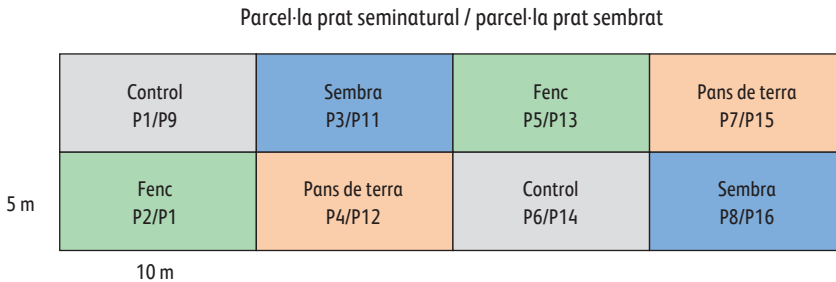 Parcel·la prat seminatural / parcel·la prat sembrat
Control
P1/P9
Sembra
P3/P11
Fenc
P5/P13
Pans de terra
P7/P15
5 m
Fenc
P2/P1
Pans de terra
P4/P12
Control
P6/P14
Sembra
P8/P16
10 m